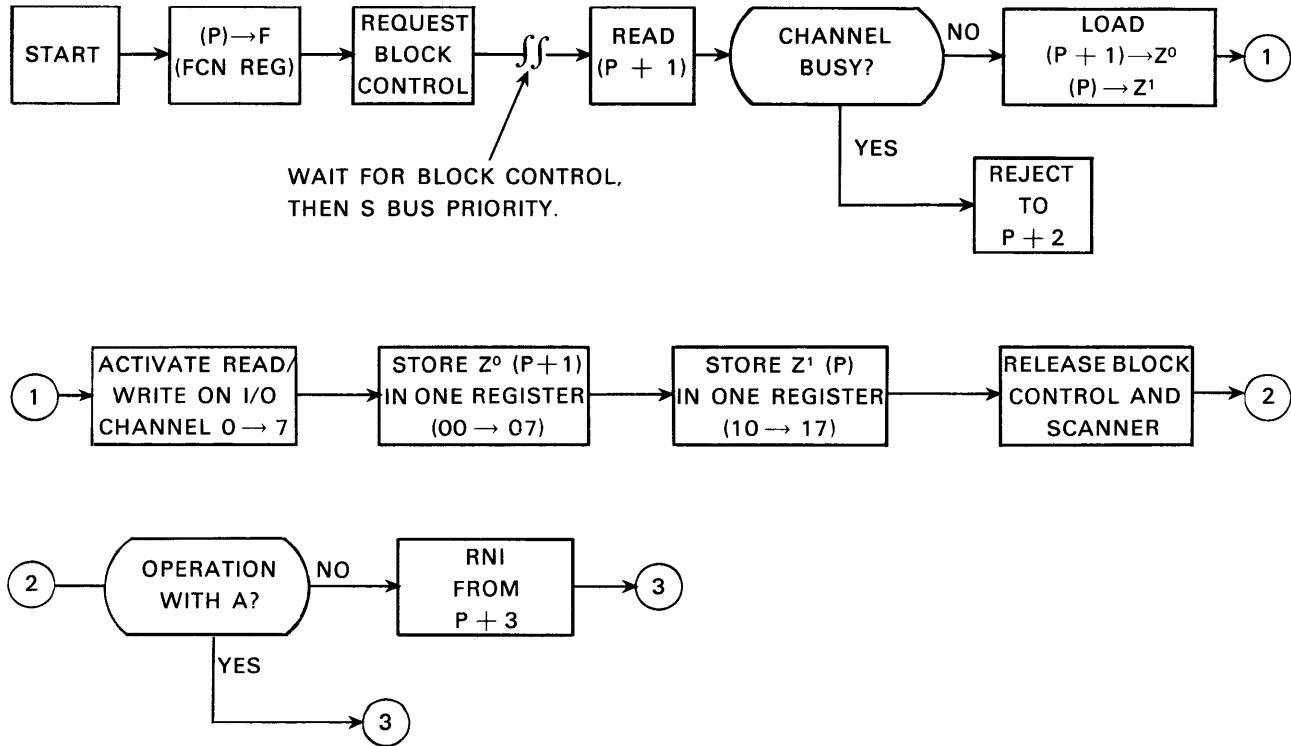 START
(P)→F
(FCN REG)
REQUEST
BLOCK
CONTROL
∬
READ
(P + 1)
CHANNEL
BUSY?
NO
LOAD
(P + 1)→Z⁰
(P)→Z¹
1
YES
WAIT FOR BLOCK CONTROL,
THEN S BUS PRIORITY.
REJECT
TO
P + 2
1
ACTIVATE READ/
WRITE ON I/O
CHANNEL 0 → 7
STORE Z⁰ (P+1)
IN ONE REGISTER
(00 → 07)
STORE Z¹ (P)
IN ONE REGISTER
(10 → 17)
RELEASE BLOCK
CONTROL AND
SCANNER
2
2
OPERATION
WITH A?
NO
RNI
FROM
P + 3
3
YES
3